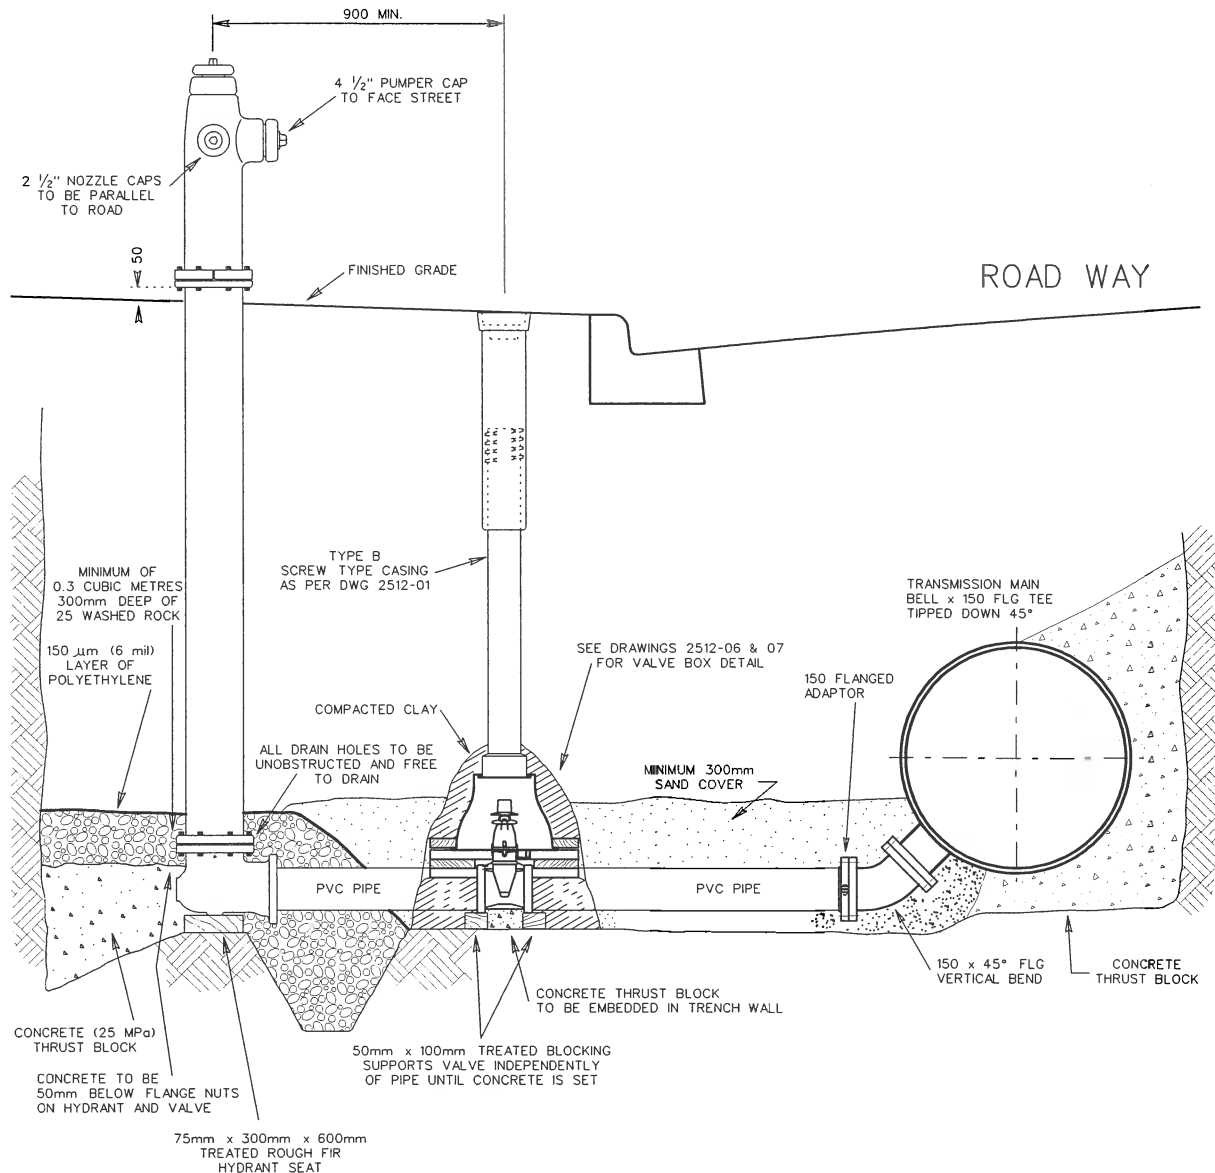 900 MIN.
4 1/2" PUMPER CAP
TO FACE STREET
2 1/2" NOZZLE CAPS
TO BE PARALLEL
TO ROAD
50
FINISHED GRADE
ROAD WAY
TYPE B
SCREW TYPE CASING
AS PER DWG 2512-01
MINIMUM OF
0.3 CUBIC METRES
300mm DEEP OF
25 WASHED ROCK
TRANSMISSION MAIN
BELL x 150 FLG TEE
TIPPED DOWN 45°
150 µm (6 mil)
LAYER OF
POLYETHYLENE
SEE DRAWINGS 2512-06 & 07
FOR VALVE BOX DETAIL
150 FLANGED
ADAPTOR
COMPACTED CLAY
ALL DRAIN HOLES TO BE
UNOBSTRUCTED AND FREE
TO DRAIN
MINIMUM 300mm
SAND COVER
PVC PIPE
PVC PIPE
150 x 45° FLG
VERTICAL BEND
CONCRETE
THRUST BLOCK
CONCRETE THRUST BLOCK
TO BE EMBEDDED IN TRENCH WALL
CONCRETE (25 MPa)
THRUST BLOCK
50mm x 100mm TREATED BLOCKING
SUPPORTS VALVE INDEPENDENTLY
OF PIPE UNTIL CONCRETE IS SET
CONCRETE TO BE
50mm BELOW FLANGE NUTS
ON HYDRANT AND VALVE
75mm x 300mm x 600mm
TREATED ROUGH FIR
HYDRANT SEAT